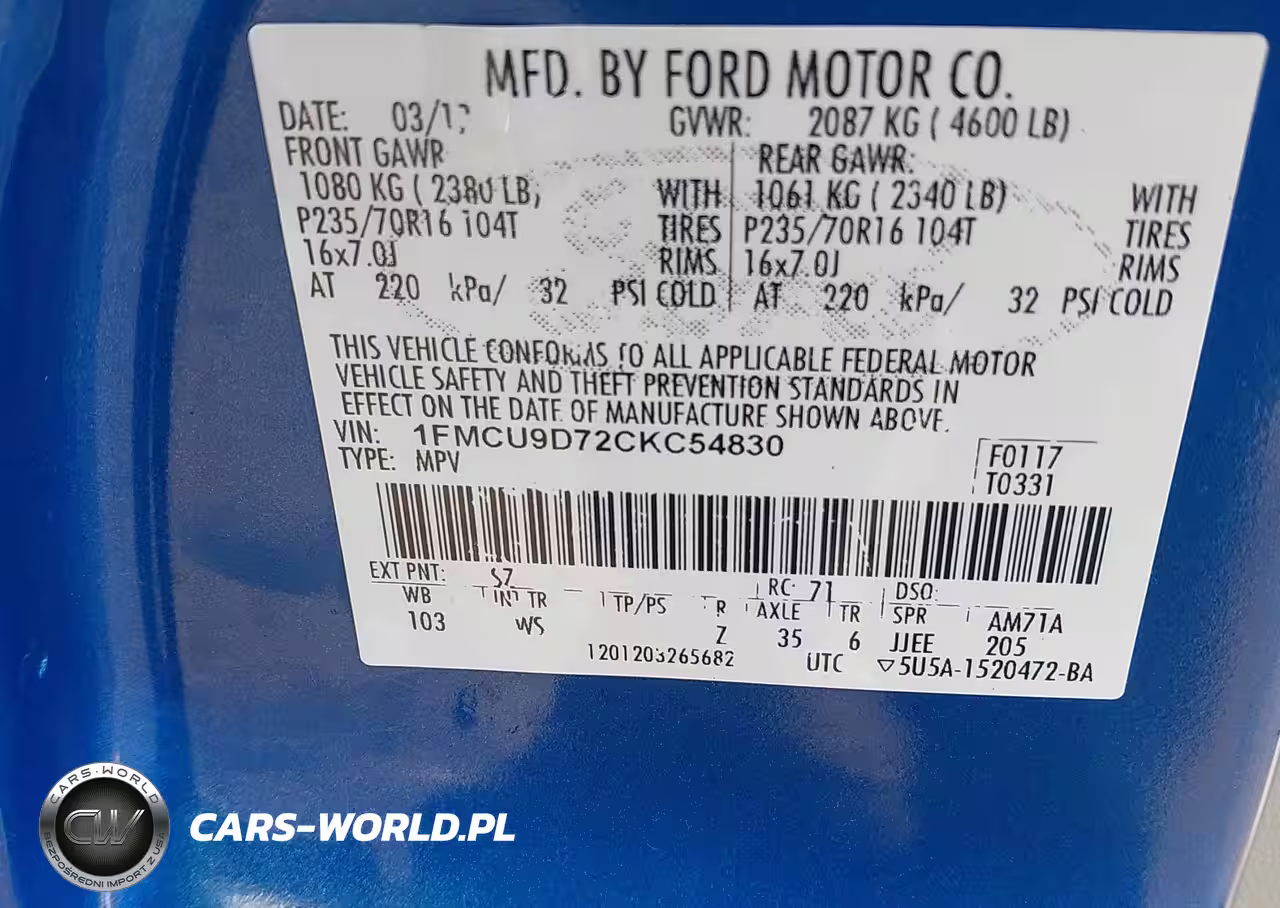 MFD. BY FORD MOTOR CO.
DATE: GVWR: 2087 KG ( 4600 LB)
FRONT GAWR REAR GAWR:
1080 KG ( 2380 LB, WITH 1061 KG ( 2340 LB) WITH
P235/70R16 104T TIRES P235/70R16 104T TIRES
16x7.0J RIMS 16x7.0J RIMS
AT 220 kPa/ 32 PSI COLD AT 220 kPa/ 32 PSI COLD
THIS VEHICLE CONFORMS TO ALL APPLICABLE FEDERAL MOTOR
VEHICLE SAFETY AND THEFT PREVENTION STANDARDS IN
EFFECT ON THE DATE OF MANUFACTURE SHOWN ABOVE.
VIN: 1FMCU9D72CKC54830
TYPE: MPV
F0117
T0331
EXT PNT: SZ RC: 71 DSO:
WB INT TR TP/PS R AXLE TR SPR AM71A
103 WS Z 35 6 JJEE 205
1201203265682 UTC ▽5U5A-1520472-BA
CARS-WORLD
CW
BEZPOŚREDNI IMPORT Z USA
CARS-WORLD.PL